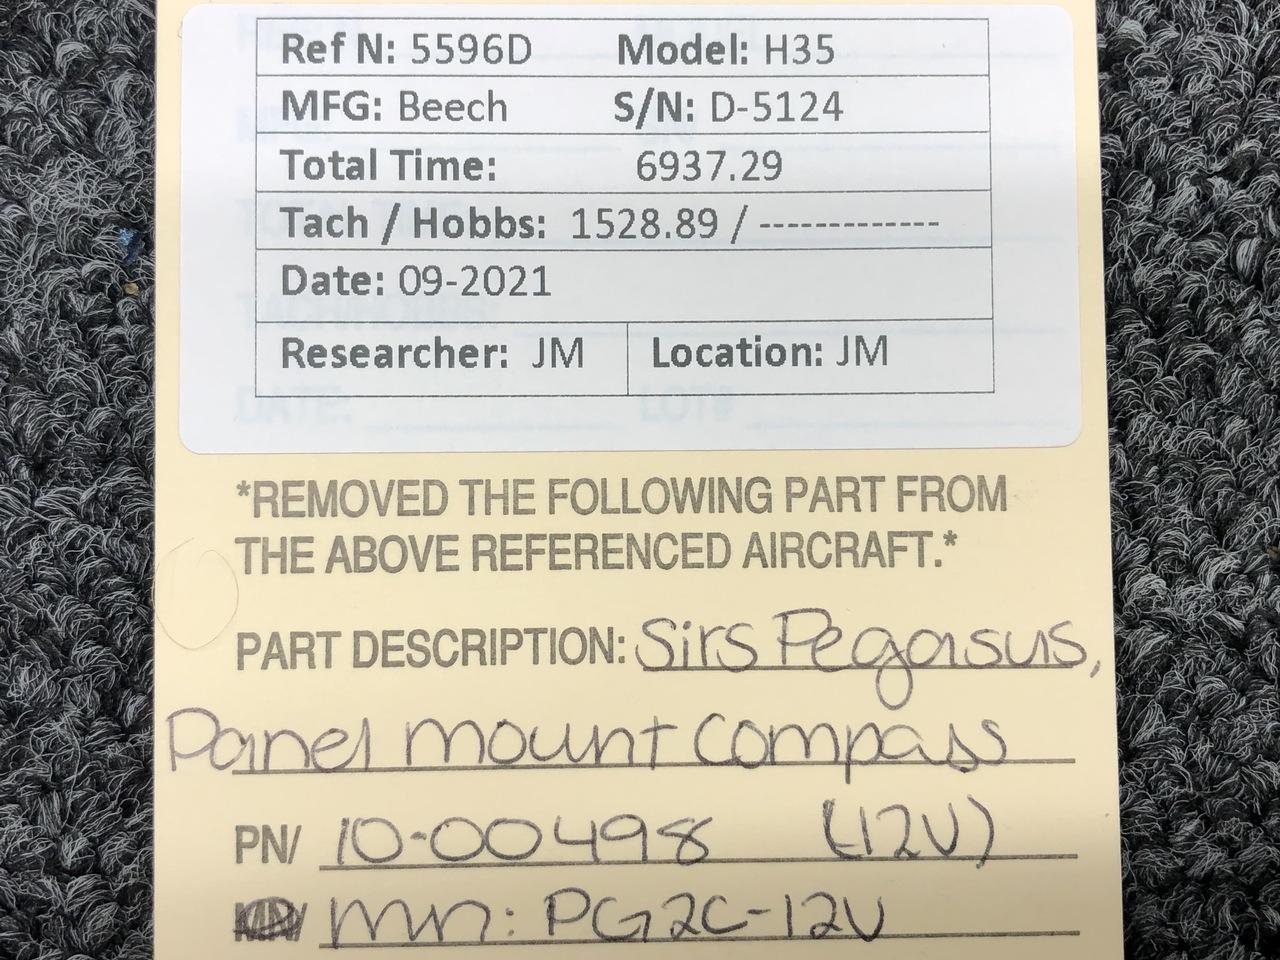 Ref N: 5596D Model: H35
MFG: Beech S/N: D-5124
Total Time: 6937.29
Tach / Hobbs: 1528.89 / -------------
Date: 09-2021
Researcher: JM Location: JM
DATE: LOT#
*REMOVED THE FOLLOWING PART FROM
THE ABOVE REFERENCED AIRCRAFT.*
PART DESCRIPTION: Sirs Pegasus,
Panel mount compass
PN/ 10-00498 (12V)
mn: PG2C-12V